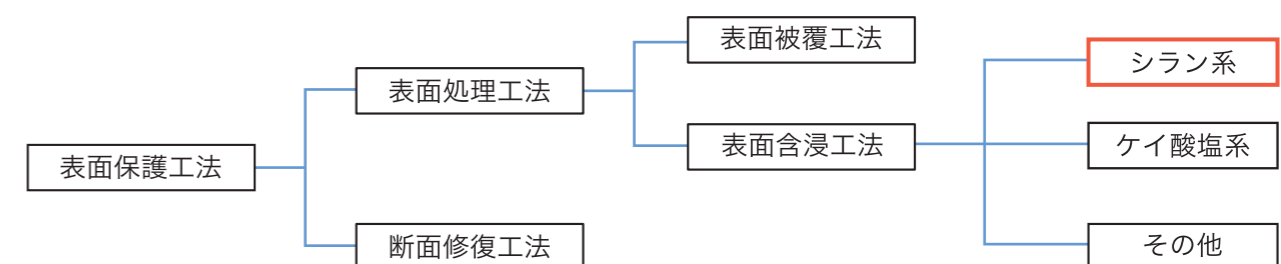 表面保護工法
表面処理工法
断面修復工法
表面被覆工法
表面含浸工法
シラン系
ケイ酸塩系
その他